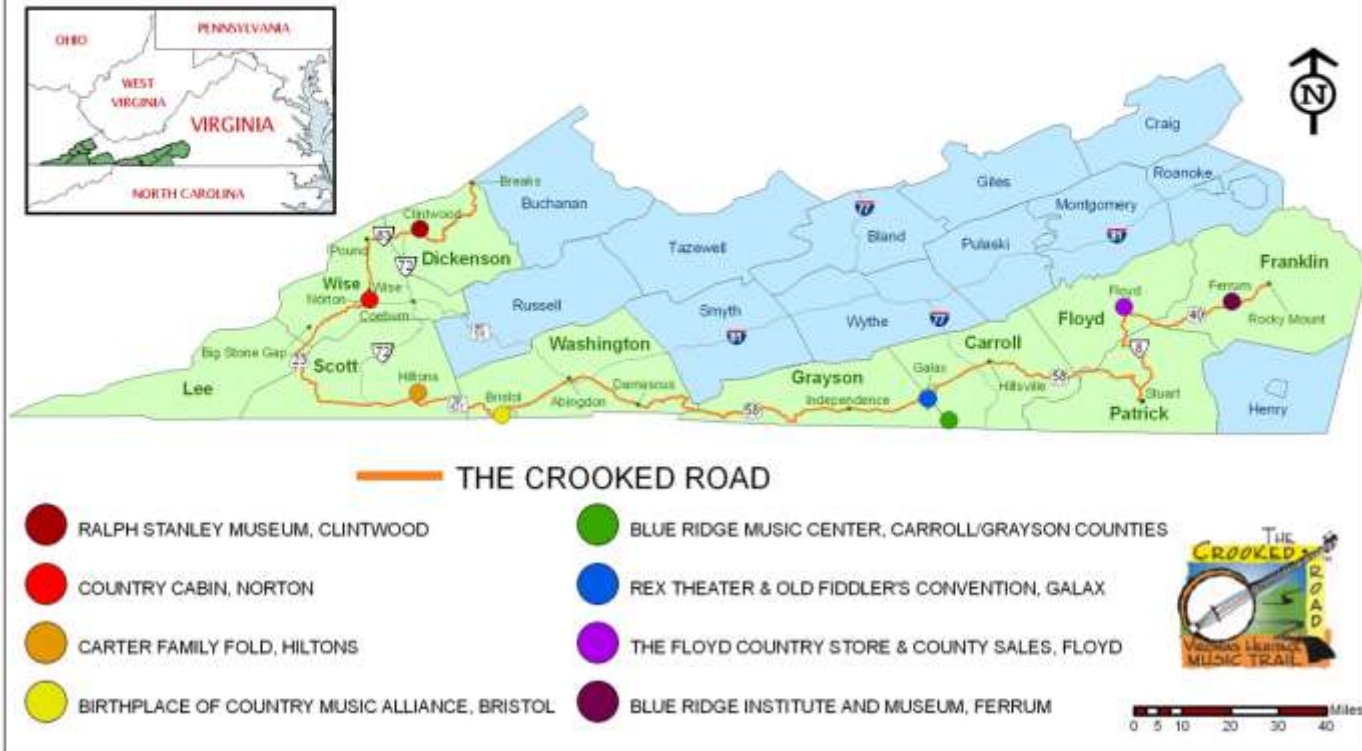 OHIO
PENNSYLVANIA
WEST
VIRGINIA
VIRGINIA
NORTH CAROLINA
N
Craig
Breaks
Giles
Roanoke
Buchanan
Clintwood
Montgomery
77
83
Bland
81
Pound
Tazewell
Pulaski
72
Dickenson
Franklin
Wise
Wise
Norton
Russell
Floyd
Ferrum
Coeburn
Smyth
Wythe
77
Floyd
40
Rocky Mount
81
Washington
Carroll
8
Big Stone Gap
23
Scott
72
Galax
Lee
Hiltons
Grayson
Hillsville
58
Stuart
Bristol
Abingdon
Damascus
58
Independence
Patrick
Henry
THE CROOKED ROAD
RALPH STANLEY MUSEUM, CLINTWOOD
COUNTRY CABIN, NORTON
CARTER FAMILY FOLD, HILTONS
BIRTHPLACE OF COUNTRY MUSIC ALLIANCE, BRISTOL
BLUE RIDGE MUSIC CENTER, CARROLL/GRAYSON COUNTIES
REX THEATER & OLD FIDDLER'S CONVENTION, GALAX
THE FLOYD COUNTRY STORE & COUNTY SALES, FLOYD
BLUE RIDGE INSTITUTE AND MUSEUM, FERRUM
THE
CROOKED
ROAD
VIRGINIA'S HERITAGE
MUSIC TRAIL
Miles
0 5 10 20 30 40